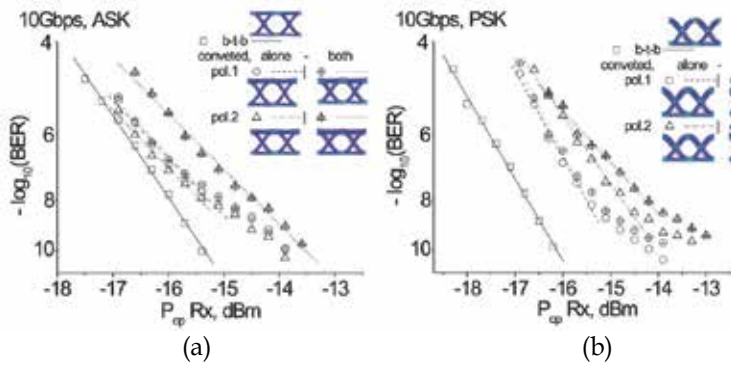 10Gbps, ASK
b-t-b
conveted, alone - both
pol.1
pol.2
4
6
8
10
- log10(BER)
-18 -17 -16 -15 -14 -13
Pop Rx, dBm
(a)
10Gbps, PSK
b-t-b
conveted, alone -
pol.1
pol.2
4
6
8
10
- log10(BER)
-18 -17 -16 -15 -14 -13
Pop Rx, dBm
(b)